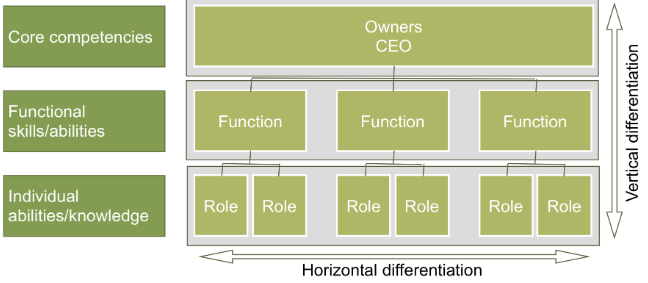 Core competencies
Owners
CEO
Functional
skills/abilities
Function
Function
Function
Individual
abilities/knowledge
Role
Role
Role
Role
Role
Role
Vertical differentiation
Horizontal differentiation